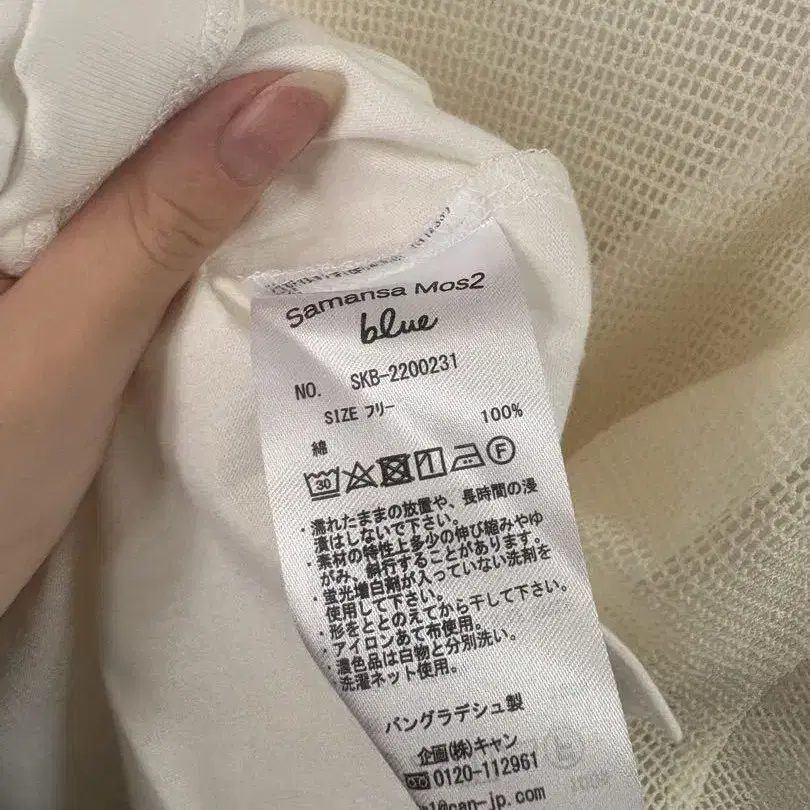 Samansa Mos2
blue
NO. SKB-2200231
SIZE フリー
綿 100%
30 F
・濡れたままの放置や、長時間の浸
漬はしないで下さい。
・素材の特性上多少の伸び縮みやゆ
がみ、斜行することがあります。
・蛍光増白剤が入っていない洗剤を
使用して下さい。
・形をととのえてから干して下さい。
・アイロンあて布使用。
・濃色品は白物と分別洗い。
・洗濯ネット使用。
バングラデシュ製
企画(株)キャン
0120-112961
@can-jp.com